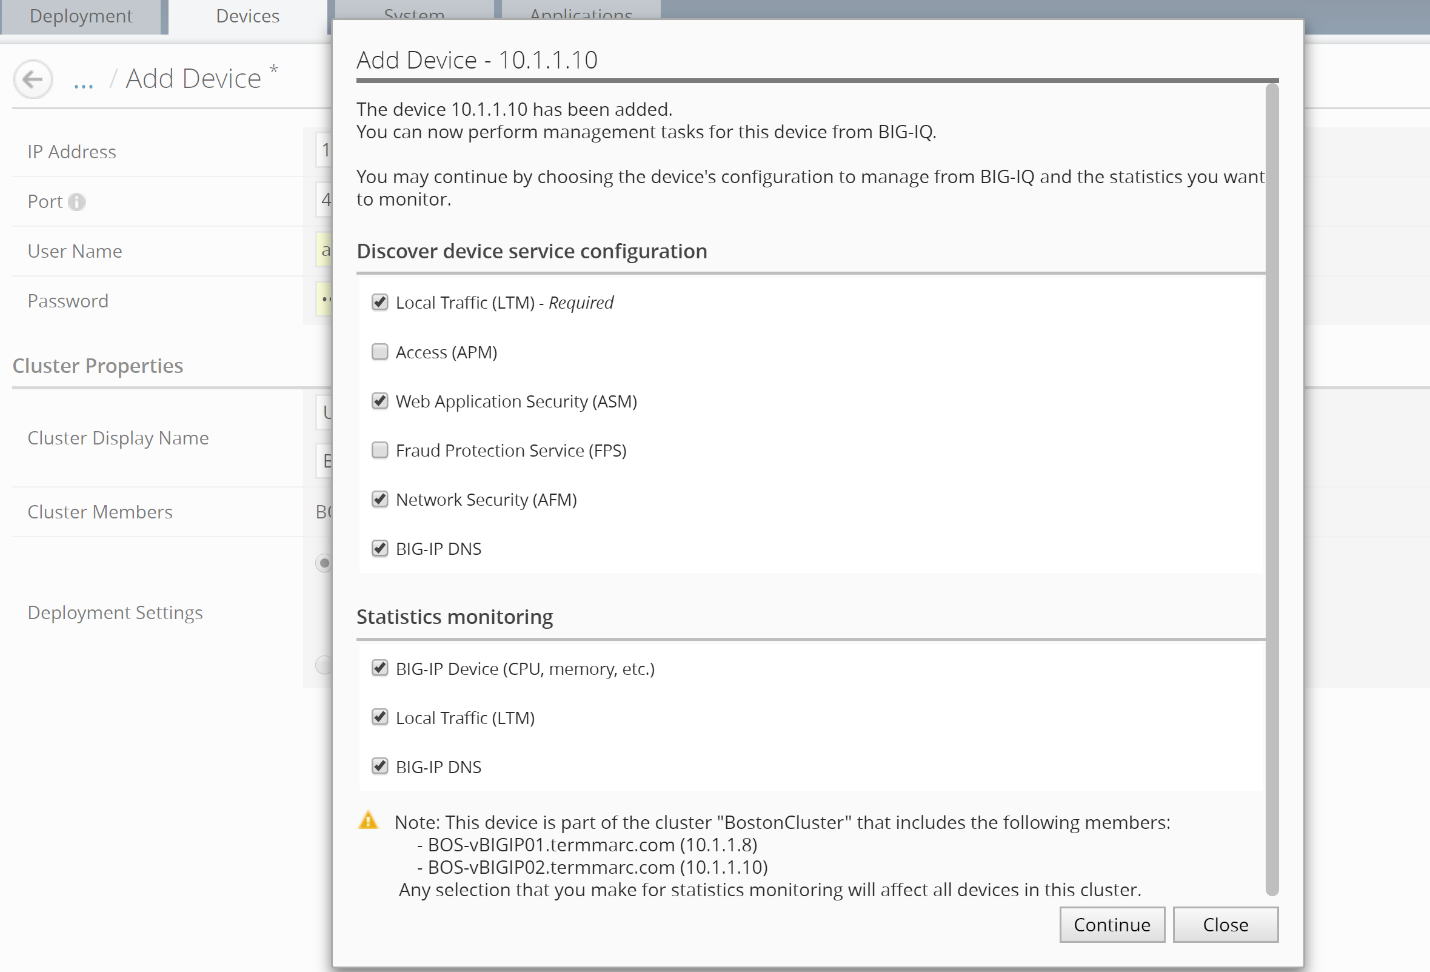 Deployment
Devices
System
Applications
... / Add Device *
IP Address
Port
User Name
Password
Cluster Properties
Cluster Display Name
Cluster Members
Deployment Settings
Add Device - 10.1.1.10
The device 10.1.1.10 has been added.
You can now perform management tasks for this device from BIG-IQ.
You may continue by choosing the device's configuration to manage from BIG-IQ and the statistics you want
to monitor.
Discover device service configuration
Local Traffic (LTM) - Required
Access (APM)
Web Application Security (ASM)
Fraud Protection Service (FPS)
Network Security (AFM)
BIG-IP DNS
Statistics monitoring
BIG-IP Device (CPU, memory, etc.)
Local Traffic (LTM)
BIG-IP DNS
Note: This device is part of the cluster "BostonCluster" that includes the following members:
- BOS-vBIGIP01.termmarc.com (10.1.1.8)
- BOS-vBIGIP02.termmarc.com (10.1.1.10)
Any selection that you make for statistics monitoring will affect all devices in this cluster.
Continue
Close